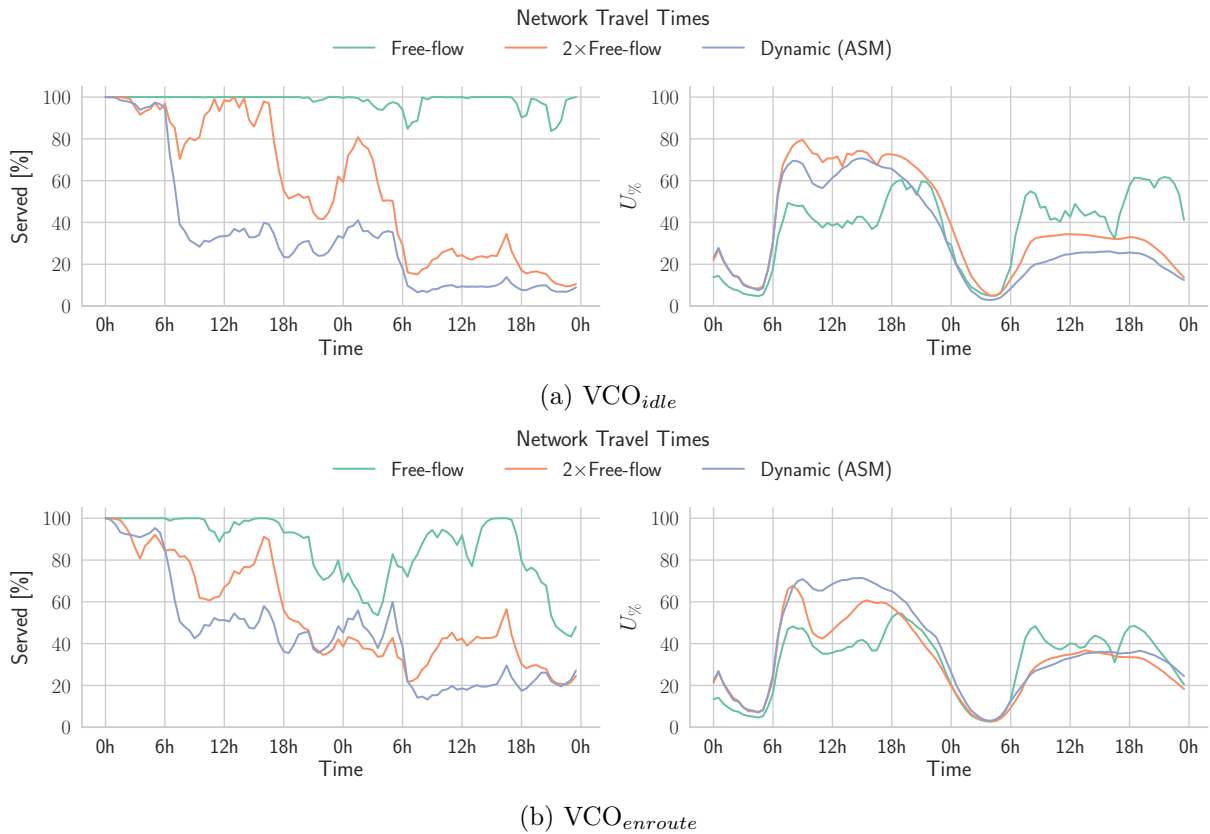 Network Travel Times
Free-flow 2×Free-flow Dynamic (ASM)
Served [%]
100
80
60
40
20
0
0h 6h 12h 18h 0h 6h 12h 18h 0h
Time
U%
100
80
60
40
20
0
0h 6h 12h 18h 0h 6h 12h 18h 0h
Time
(a) VCOidle
Network Travel Times
Free-flow 2×Free-flow Dynamic (ASM)
Served [%]
100
80
60
40
20
0
0h 6h 12h 18h 0h 6h 12h 18h 0h
Time
U%
100
80
60
40
20
0
0h 6h 12h 18h 0h 6h 12h 18h 0h
Time
(b) VCOenroute